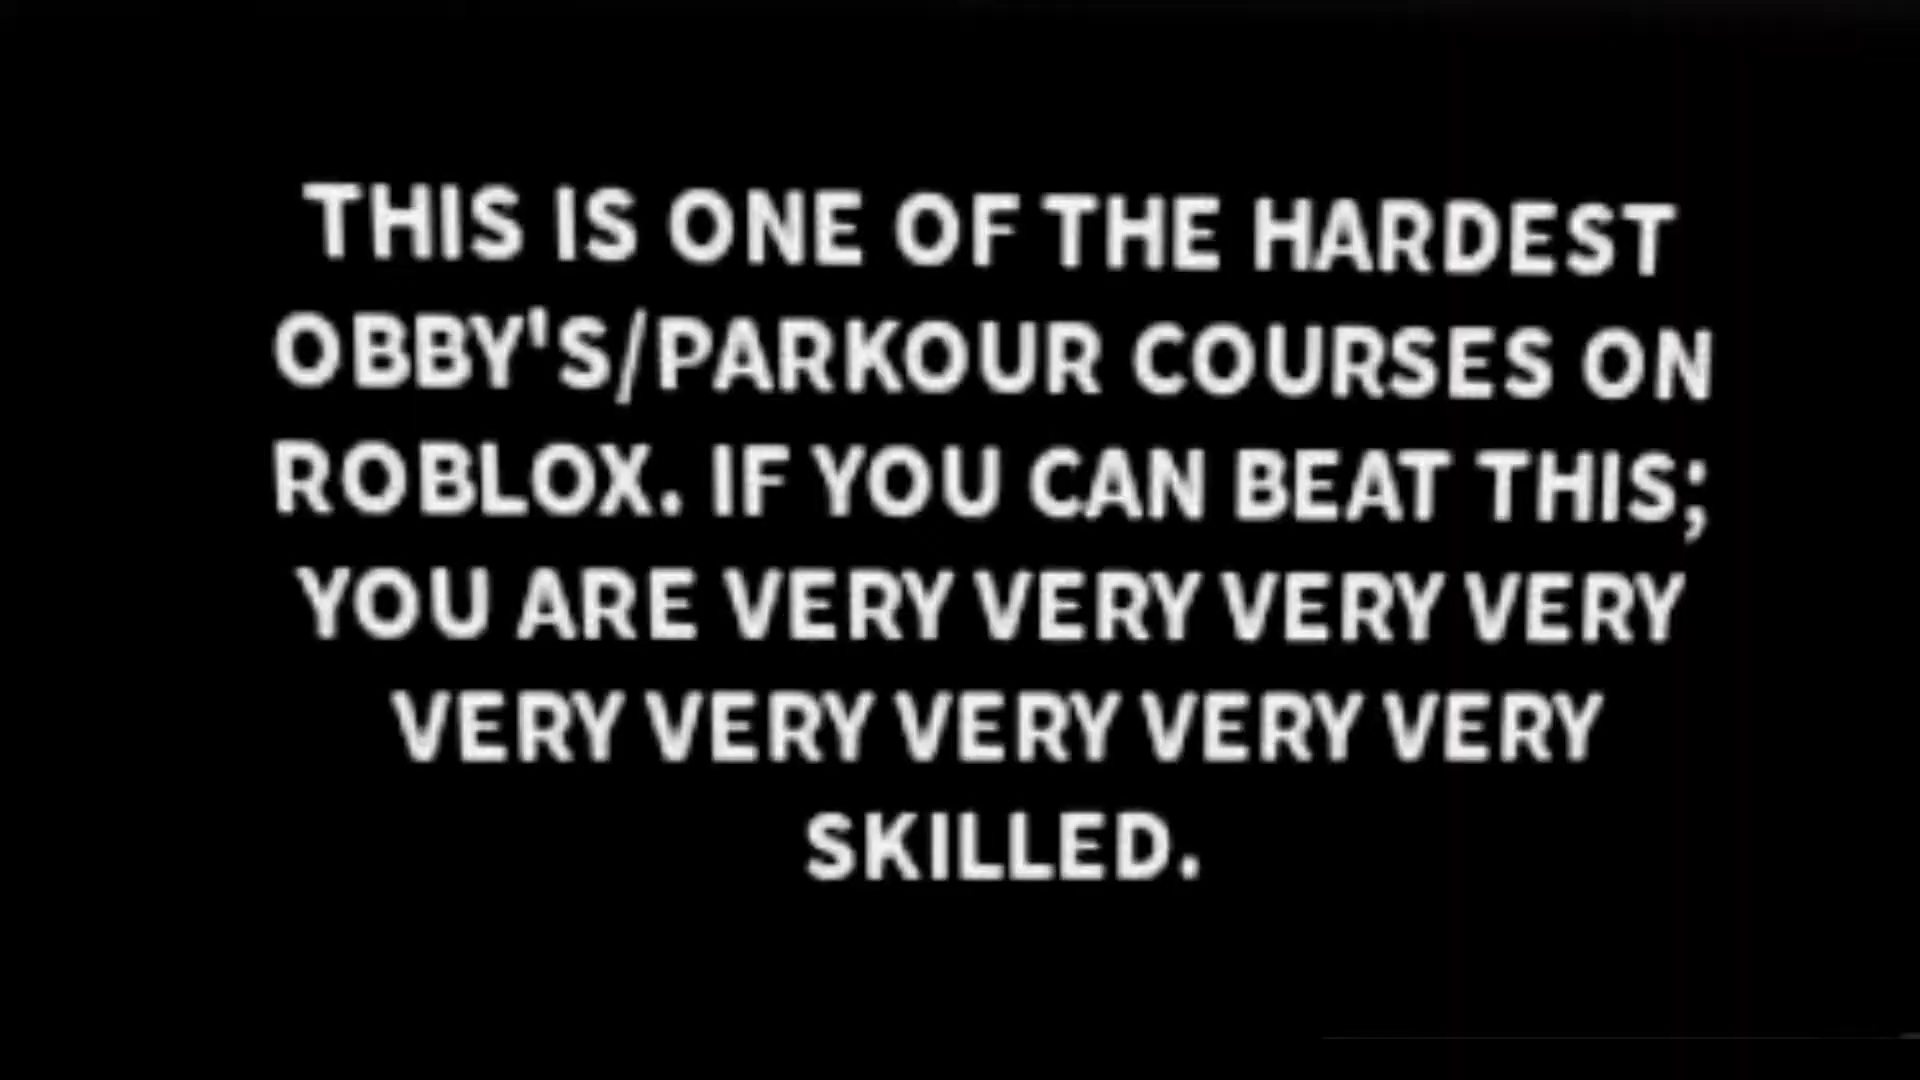 THIS IS ONE OF THE HARDEST
OBBY'S/PARKOUR COURSES ON
ROBLOX. IF YOU CAN BEAT THIS;
YOU ARE VERY VERY VERY VERY
VERY VERY VERY VERY VERY
SKILLED.